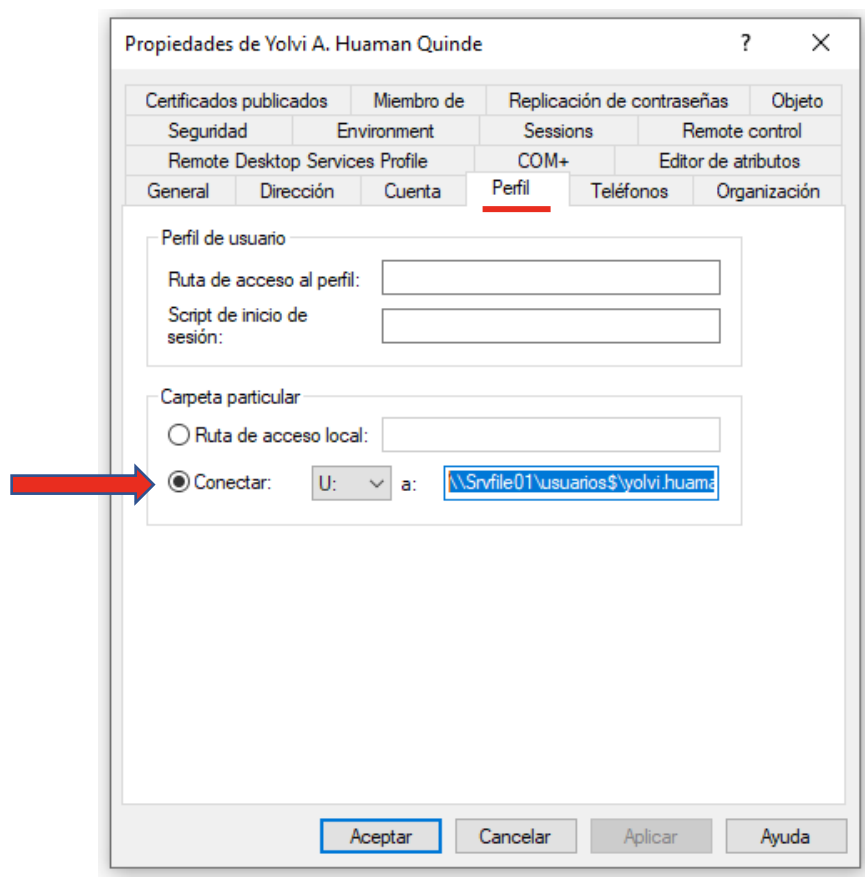 Propiedades de Yolvi A. Huaman Quinde ?
Certificados publicados Miembro de Replicación de contraseñas Objeto
Seguridad Environment Sessions Remote control
Remote Desktop Services Profile COM+ Editor de atributos
General Dirección Cuenta Perfil Teléfonos Organización
Perfil de usuario
Ruta de acceso al perfil:
Script de inicio de
sesión:
Carpeta particular
Ruta de acceso local:
Conectar: U: a: \\Srvfile01\usuarios$\yolvi.huama
Aceptar Cancelar Aplicar Ayuda